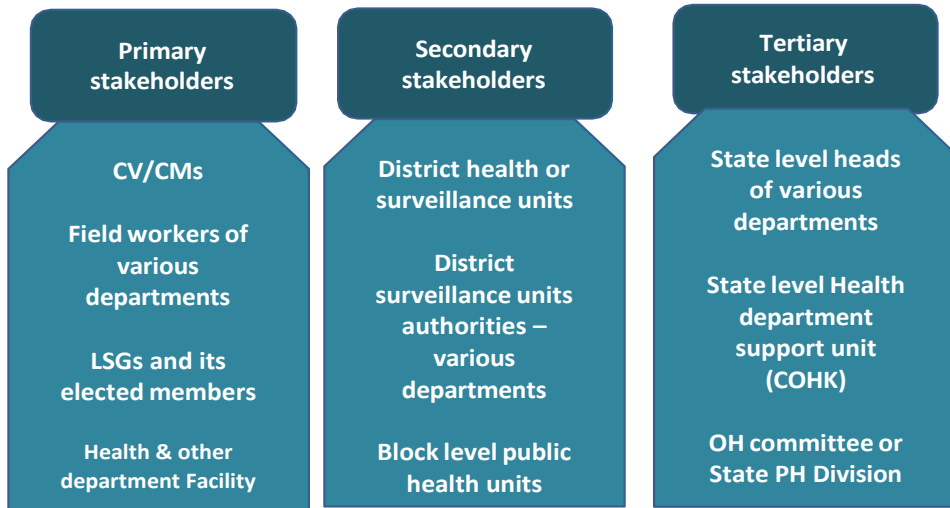 Primary
stakeholders
CV/CMs
Field workers of
various
departments
LSGs and its
elected members
Health & other
department Facility
Secondary
stakeholders
District health or
surveillance units
District
surveillance units
authorities –
various
departments
Block level public
health units
Tertiary
stakeholders
State level heads
of various
departments
State level Health
department
support unit
(COHK)
OH committee or
State PH Division